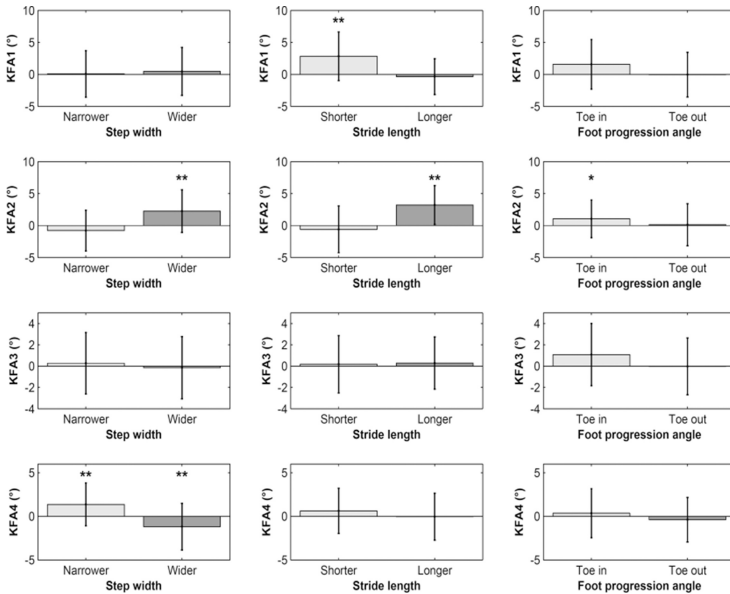 10
5
0
-5
KFA1 (°)
Narrower Wider
Step width
10
5
0
-5
KFA1 (°)
**
Shorter Longer
Stride length
10
5
0
-5
KFA1 (°)
Toe in Toe out
Foot progression angle
10
5
0
-5
KFA2 (°)
**
Narrower Wider
Step width
10
5
0
-5
KFA2 (°)
**
Shorter Longer
Stride length
10
5
0
-5
KFA2 (°)
*
Toe in Toe out
Foot progression angle
4
2
0
-2
-4
KFA3 (°)
Narrower Wider
Step width
4
2
0
-2
-4
KFA3 (°)
Shorter Longer
Stride length
4
2
0
-2
-4
KFA3 (°)
Toe in Toe out
Foot progression angle
5
0
-5
KFA4 (°)
** **
Narrower Wider
Step width
5
0
-5
KFA4 (°)
Shorter Longer
Stride length
5
0
-5
KFA4 (°)
Toe in Toe out
Foot progression angle